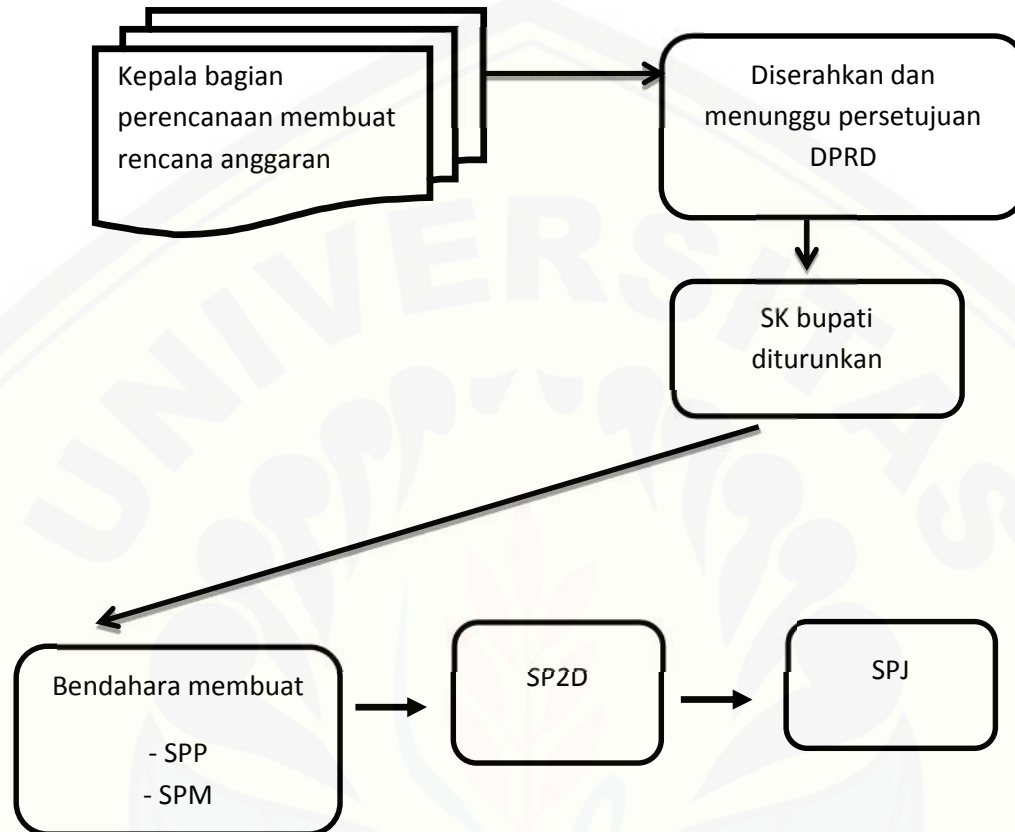 Kepala bagian
perencanaan membuat
rencana anggaran
Diserahkan dan
menunggu persetujuan
DPRD
SK bupati
diturunkan
Bendahara membuat
- SPP
- SPM
SP2D
SPJ
UNIVERSITAS